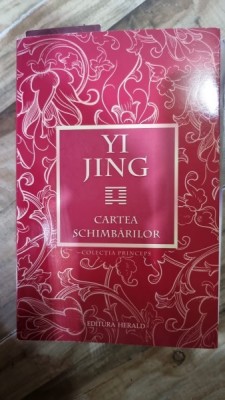 YI
JING
CARTEA
SCHIMBĂRILOR
COLECȚIA PRINCEPS
EDITURA HERALD